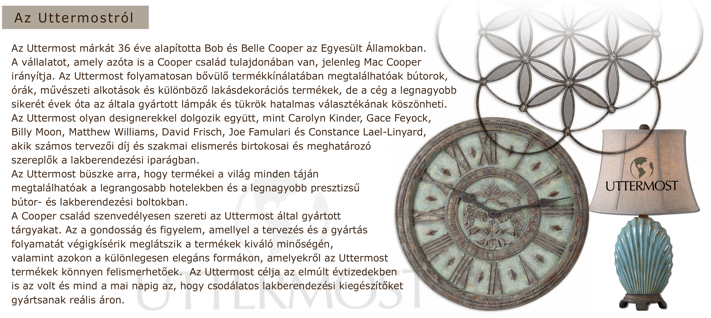 Az Uttermostról
Az Uttermost márkát 36 éve alapította Bob és Belle Cooper az Egyesült Államokban.
A vállalatot, amely azóta is a Cooper család tulajdonában van, jelenleg Mac Cooper
irányítja. Az Uttermost folyamatosan bővülő termékkínálatában megtalálhatóak bútorok,
órák, művészeti alkotások és különböző lakásdekorációs termékek, de a cég a legnagyobb
sikerét évek óta az általa gyártott lámpák és tükrök hatalmas választékának köszönheti.
Az Uttermost olyan designerekkel dolgozik együtt, mint Carolyn Kinder, Gace Feyock,
Billy Moon, Matthew Williams, David Frisch, Joe Famulari és Constance Lael-Linyard,
akik számos tervezői díj és szakmai elismerés birtokosai és meghatározó
szereplők a lakberendezési iparágban.
Az Uttermost büszke arra, hogy termékei a világ minden táján
megtalálhatóak a legrangosabb hotelekben és a legnagyobb presztízsű
bútor- és lakberendezési boltokban.
A Cooper család szenvedélyesen szereti az Uttermost által gyártott
tárgyakat. Az a gondosság és figyelem, amellyel a tervezés és a gyártás
folyamatát végigkísérik meglátszik a termékek kiváló minőségén,
valamint azokon a különlegesen elegáns formákon, amelyekről az Uttermost
termékek könnyen felismerhetőek. Az Uttermost célja az elmúlt évtizedekben
is az volt és mind a mai napig az, hogy csodálatos lakberendezési kiegészítőket
gyártsanak reális áron.
UTTERMOST
UTTERMOST